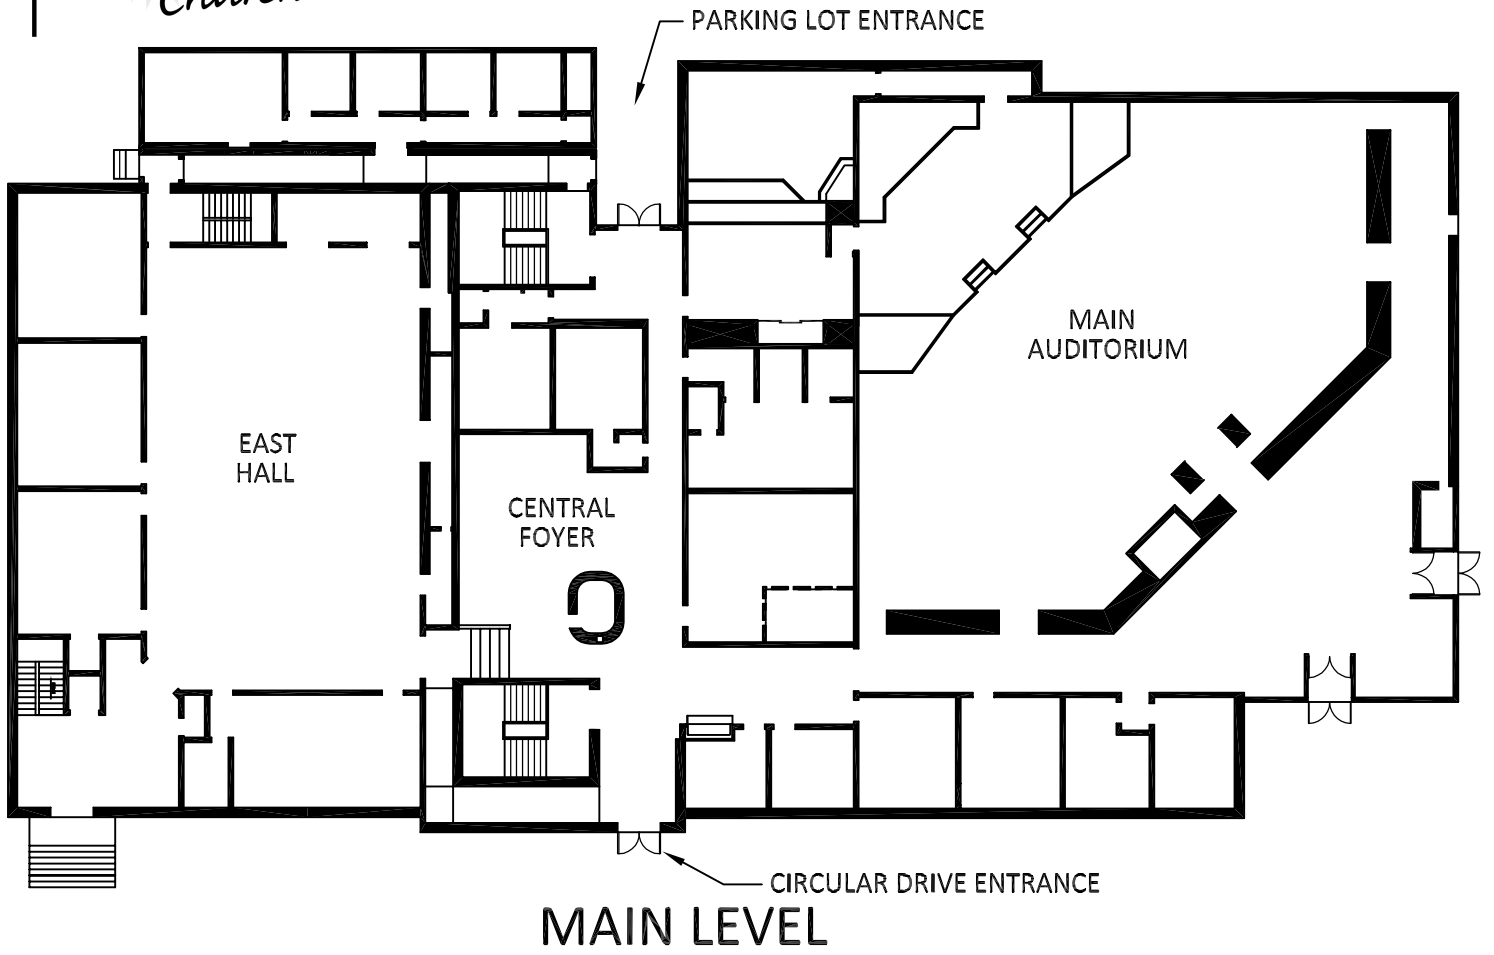 PARKING LOT ENTRANCE
MAIN
AUDITORIUM
EAST
HALL
CENTRAL
FOYER
CIRCULAR DRIVE ENTRANCE
MAIN LEVEL